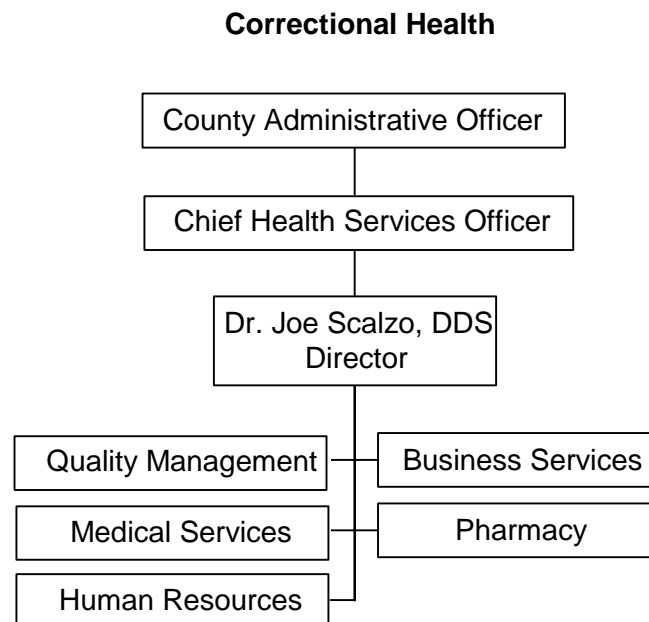 Correctional Health
County Administrative Officer
Chief Health Services Officer
Dr. Joe Scalzo, DDS
Director
Quality Management
Business Services
Medical Services
Pharmacy
Human Resources